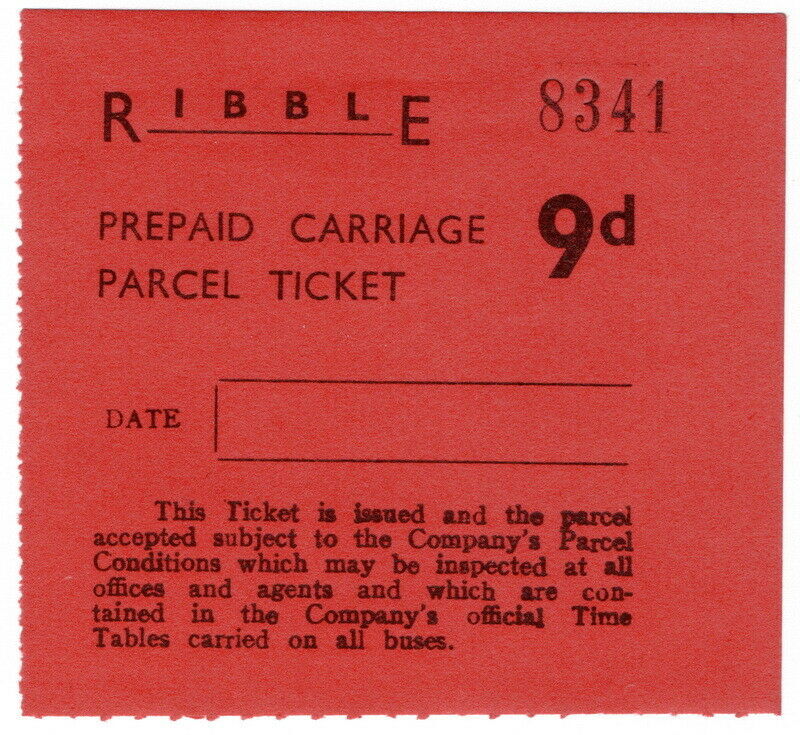 RIBBLE 8341
PREPAID CARRIAGE 9d
PARCEL TICKET
DATE
This Ticket is issued and the parcel
accepted subject to the Company's Parcel
Conditions which may be inspected at all
offices and agents and which are con-
tained in the Company's official Time
Tables carried on all buses.